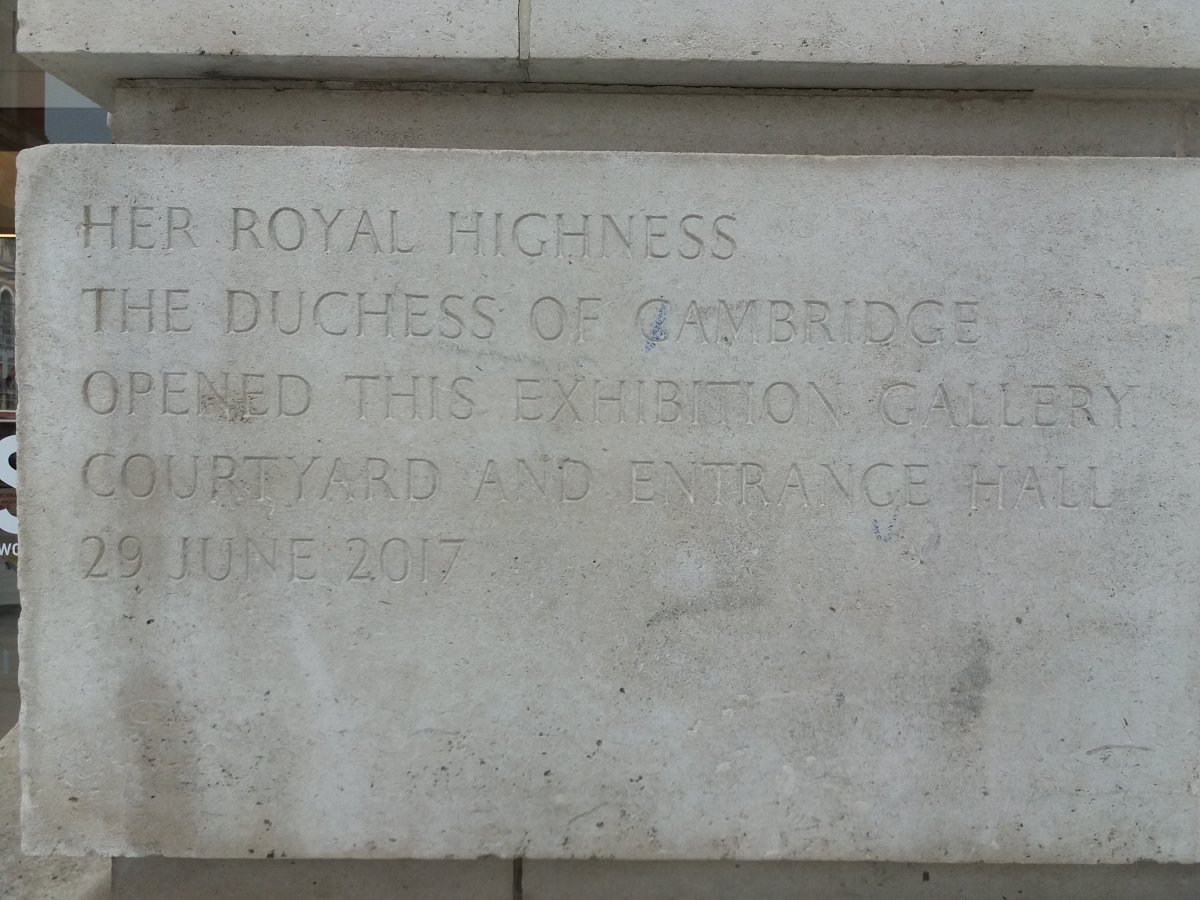 HER ROYAL HIGHNESS
THE DUCHESS OF CAMBRIDGE
OPENED THIS EXHIBITION GALLERY
COURTYARD AND ENTRANCE HALL
29 JUNE 2017